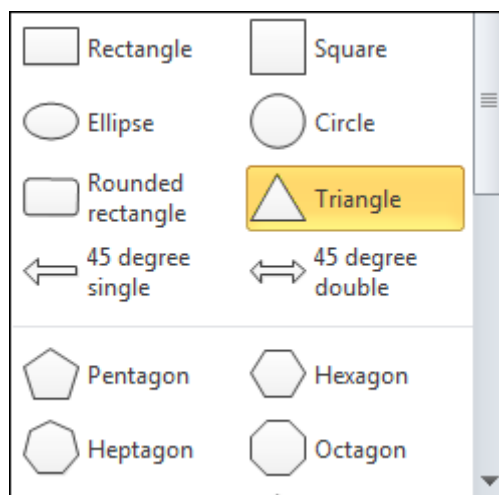 Rectangle
Square
Ellipse
Circle
Rounded
rectangle
Triangle
45 degree
single
45 degree
double
Pentagon
Hexagon
Heptagon
Octagon